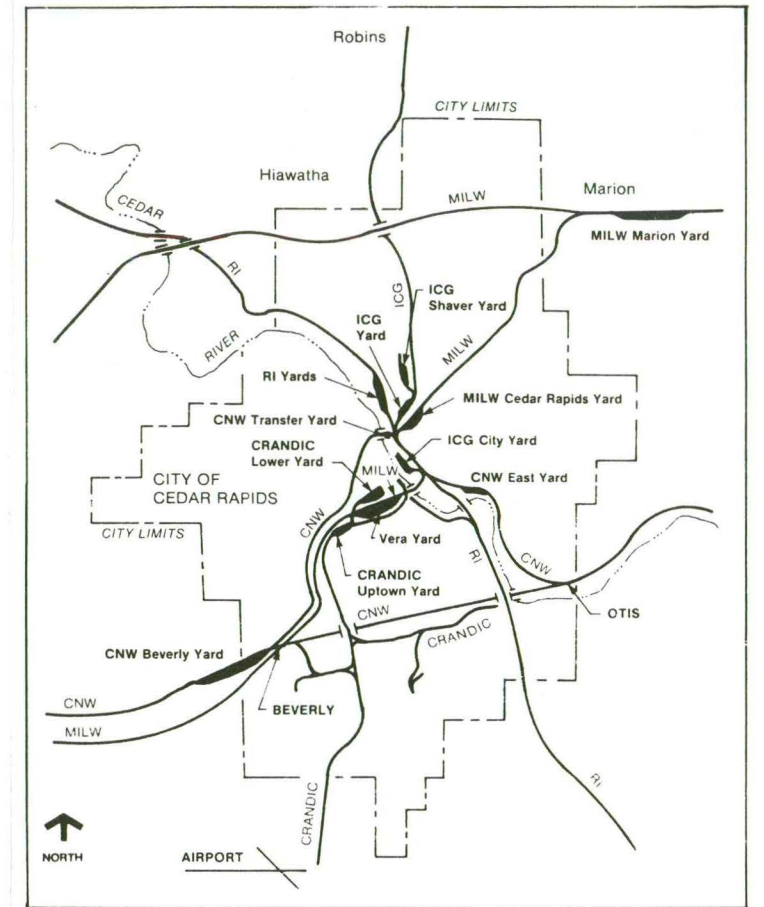 Robins
CITY LIMITS
Hiawatha
MILW
Marion
CEDAR
MILW Marion Yard
RI
ICG
ICG
Shaver Yard
ICG
Yard
MILW
RIVER
RI Yards
MILW Cedar Rapids Yard
CNW Transfer Yard
ICG City Yard
CRANDIC
Lower Yard
MILW
CNW East Yard
CITY OF
CEDAR RAPIDS
CNW
CITY LIMITS
Vera Yard
RI
CNW
CRANDIC
Uptown Yard
CNW
OTIS
CRANDIC
CNW Beverly Yard
CNW
BEVERLY
MILW
RI
CRANDIC
NORTH
AIRPORT